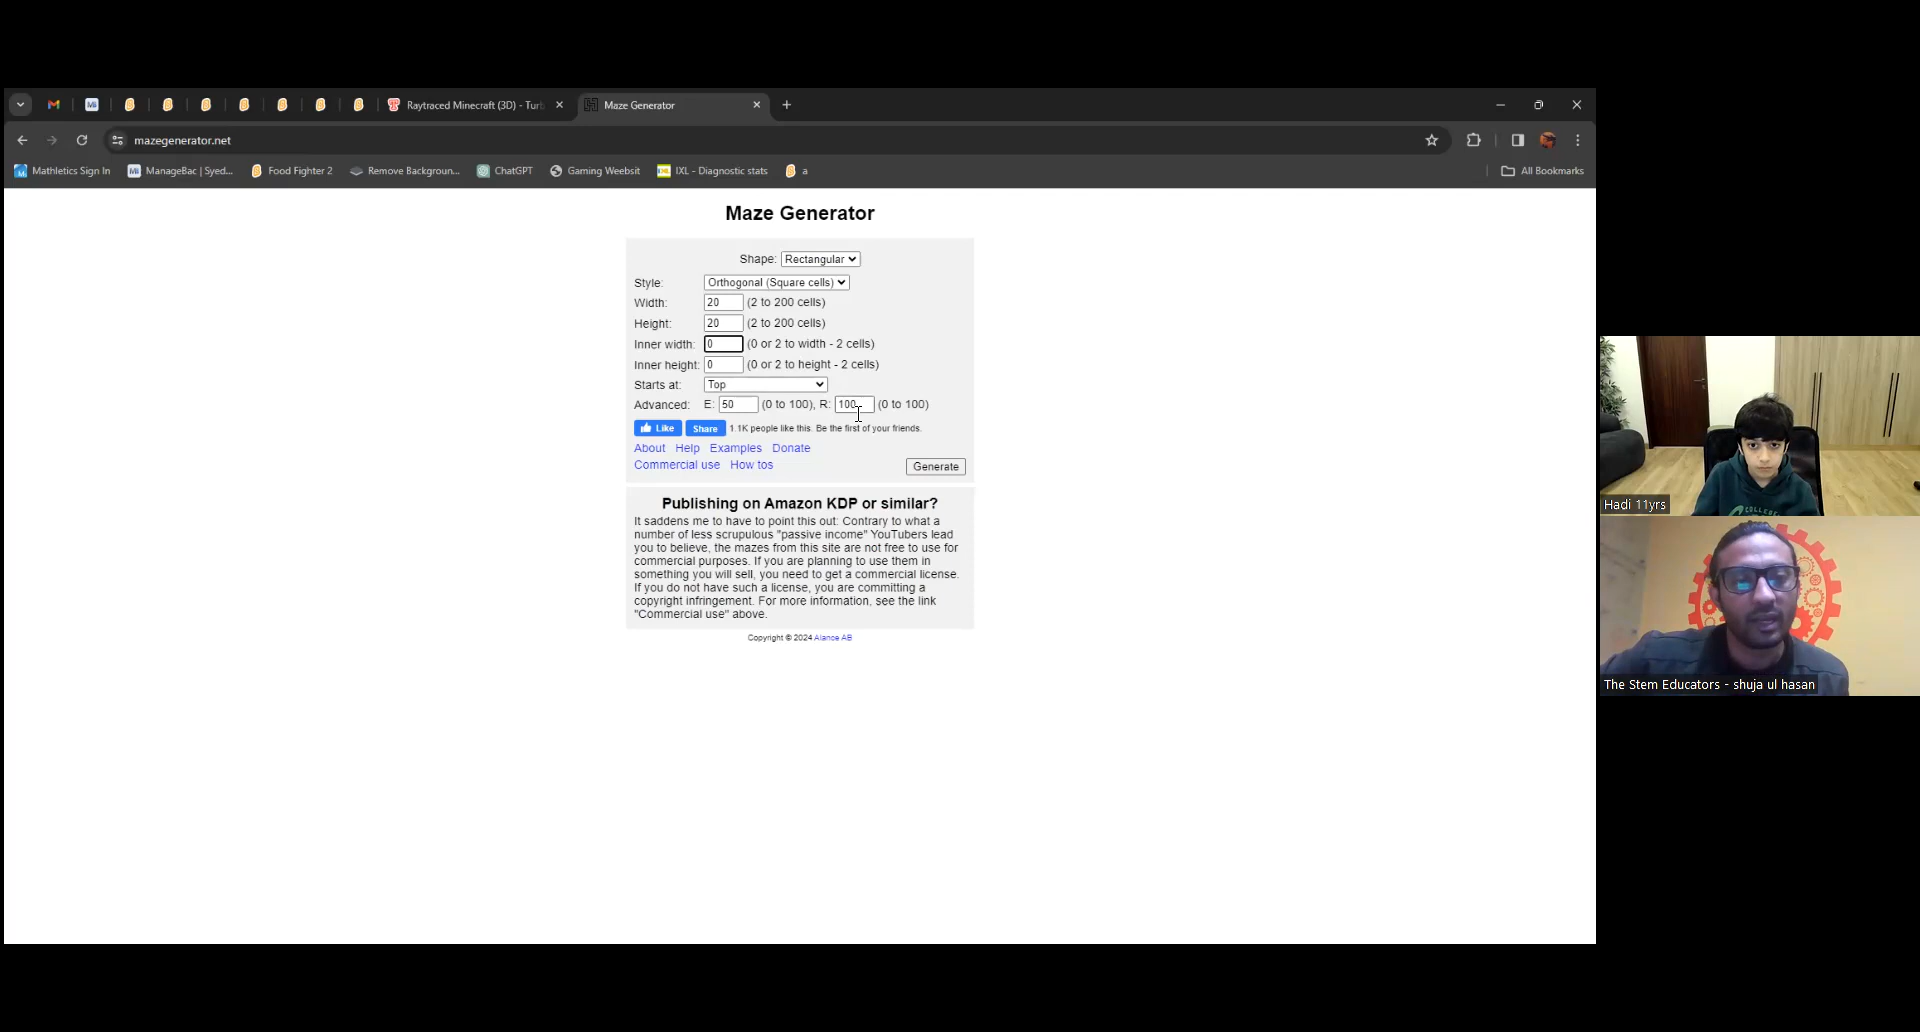 Raytraced Minecraft (3D) - Turb
Maze Generator
mazegenerator.net
Mathletics Sign In
ManageBac | Syed...
Food Fighter 2
Remove Backgroun...
ChatGPT
Gaming Weebsit
IXL - Diagnostic stats
a
All Bookmarks
Maze Generator
Shape: Rectangular
Style: Orthogonal (Square cells)
Width: 20 (2 to 200 cells)
Height: 20 (2 to 200 cells)
Inner width: 0 (0 or 2 to width - 2 cells)
Inner height: 0 (0 or 2 to height - 2 cells)
Starts at: Top
Advanced: E: 50 (0 to 100), R: 100 (0 to 100)
Like Share 1.1K people like this. Be the first of your friends.
About Help Examples Donate
Commercial use How tos Generate
Publishing on Amazon KDP or similar?
It saddens me to have to point this out: Contrary to what a
number of less scrupulous "passive income" YouTubers lead
you to believe, the mazes from this site are not free to use for
commercial purposes. If you are planning to use them in
something you will sell, you need to get a commercial license.
If you do not have such a license, you are committing a
copyright infringement. For more information, see the link
"Commercial use" above.
Copyright © 2024 Alance AB
Hadi 11yrs
The Stem Educators - shuja ul hasan